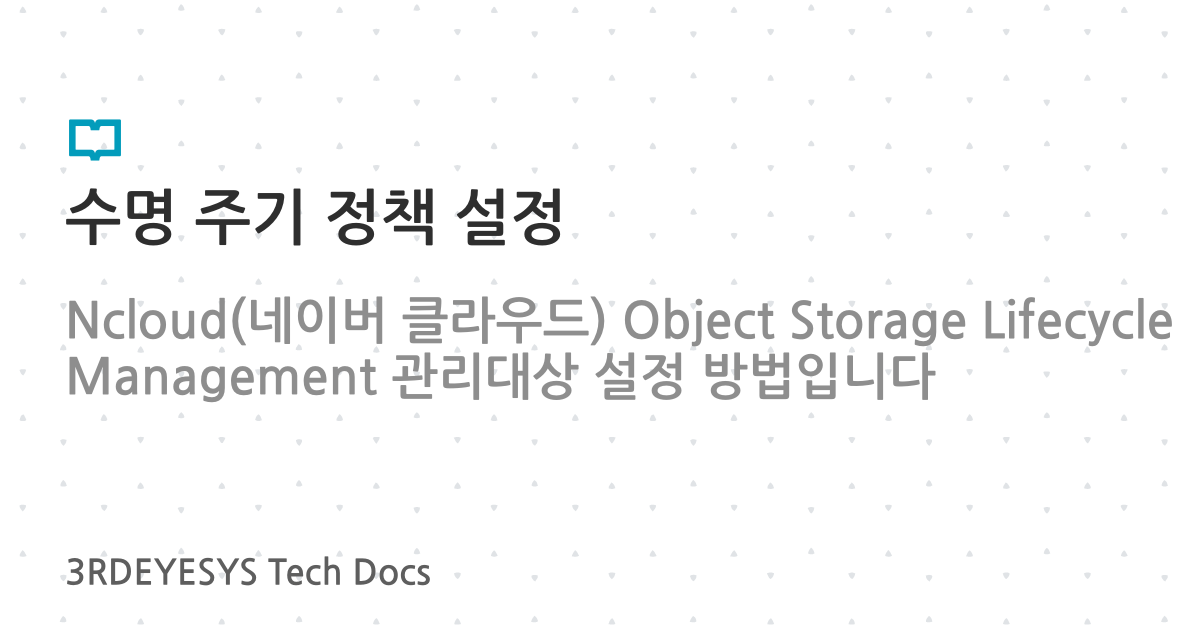 수명 주기 정책 설정
Ncloud(네이버 클라우드) Object Storage Lifecycle
Management 관리대상 설정 방법입니다
3RDEYESYS Tech Docs